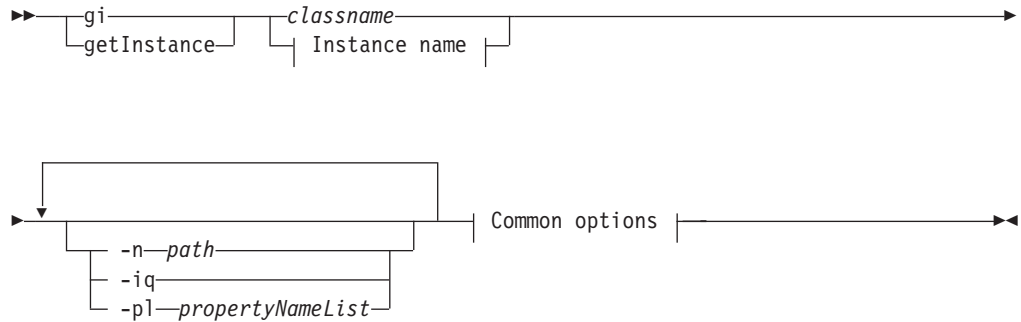 gi classname
getInstance Instance name
Common options
-n path
-iq
-pl propertyNameList